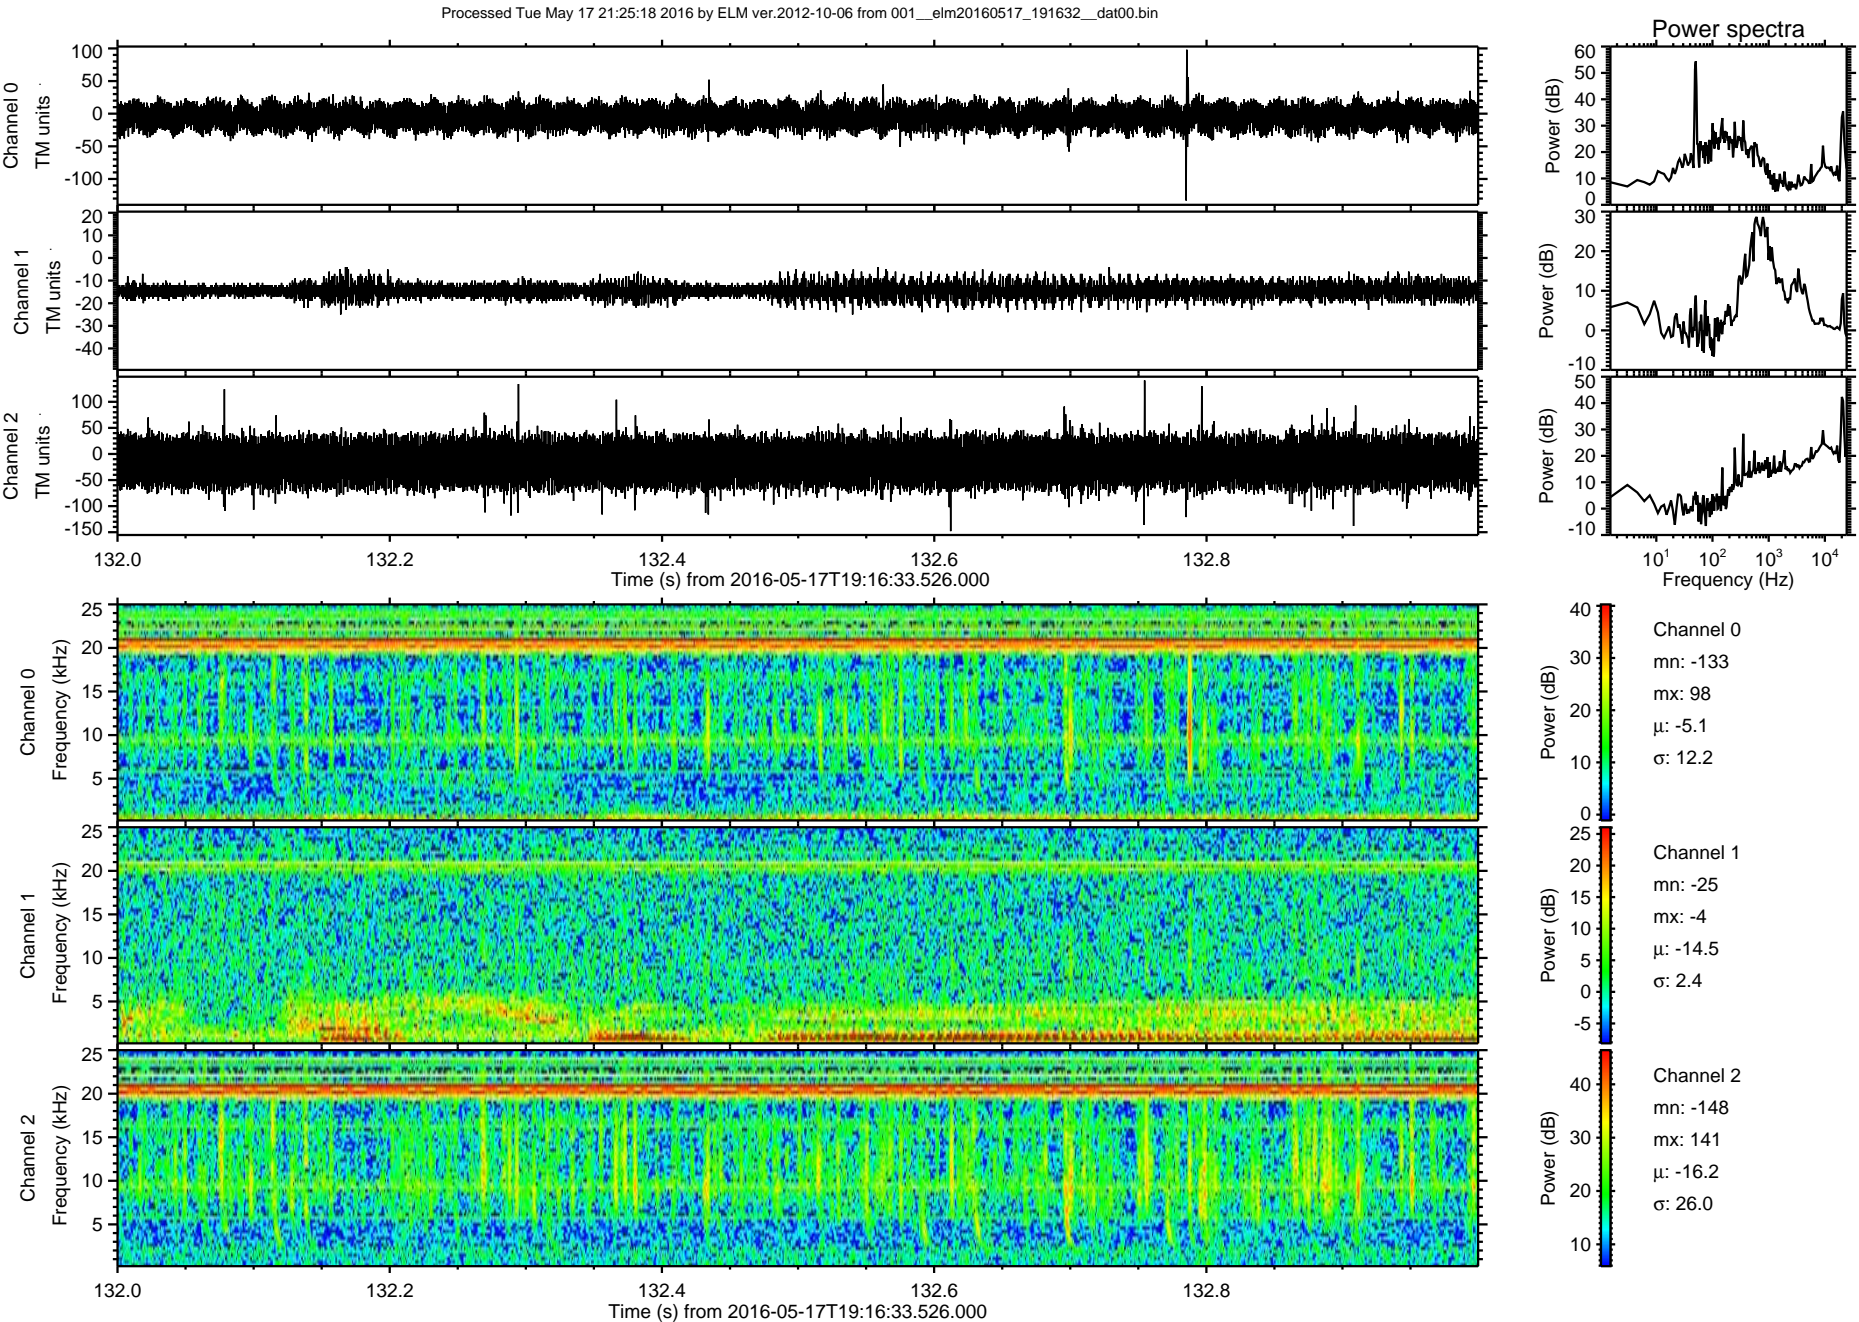 Processed Tue May 17 21:25:18 2016 by ELM ver.2012-10-06 from 001__elm20160517_191632__dat00.bin
Power spectra
Channel 0
TM units
100
50
0
-50
-100
Power (dB)
60
50
40
30
20
10
0
Channel 1
TM units
20
10
0
-10
-20
-30
-40
Power (dB)
30
20
10
0
-10
Channel 2
TM units
100
50
0
-50
-100
-150
Power (dB)
50
40
30
20
10
0
-10
132.0 132.2 132.4 132.6 132.8
Time (s) from 2016-05-17T19:16:33.526.000
10¹ 10² 10³ 10⁴
Frequency (Hz)
Channel 0
Frequency (kHz)
25
20
15
10
5
Power (dB)
40
30
20
10
0
Channel 0
mn: -133
mx: 98
μ: -5.1
σ: 12.2
Channel 1
Frequency (kHz)
25
20
15
10
5
Power (dB)
25
20
15
10
5
0
-5
Channel 1
mn: -25
mx: -4
μ: -14.5
σ: 2.4
Channel 2
Frequency (kHz)
25
20
15
10
5
Power (dB)
40
30
20
10
Channel 2
mn: -148
mx: 141
μ: -16.2
σ: 26.0
132.0 132.2 132.4 132.6 132.8
Time (s) from 2016-05-17T19:16:33.526.000